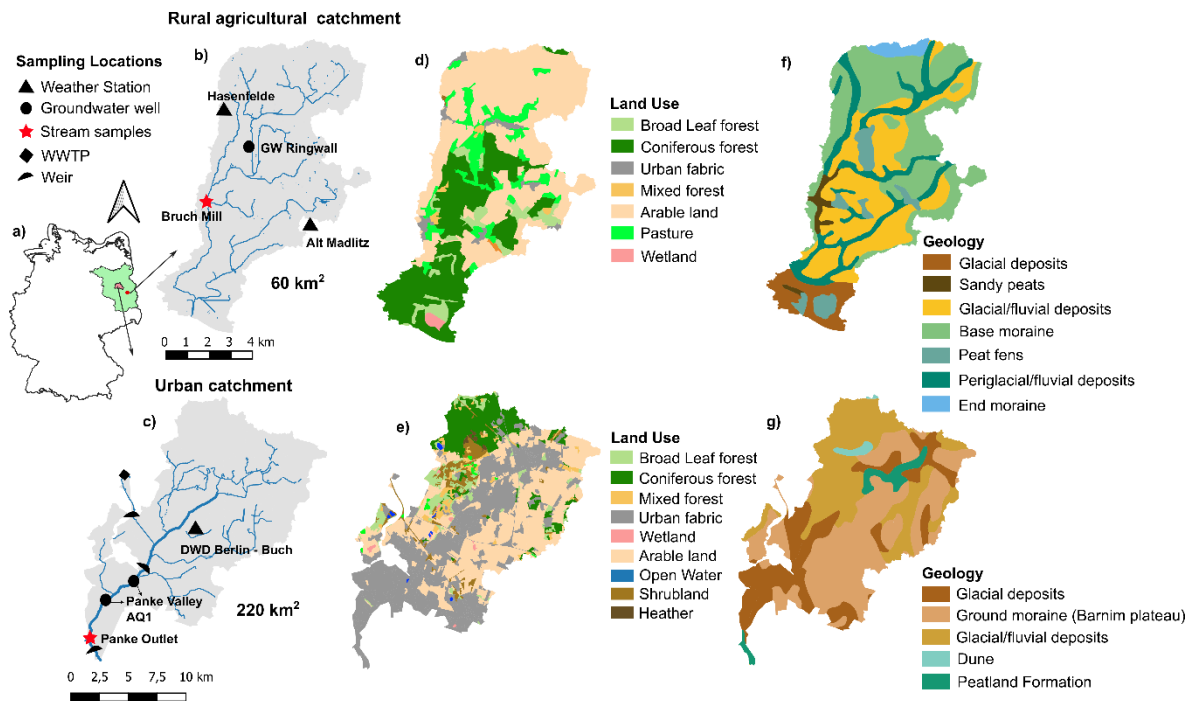 Rural agricultural catchment
Sampling Locations
Weather Station
Groundwater well
Stream samples
WWTP
Weir
a)
b)
Hasenfelde
GW Ringwall
Bruch Mill
Alt Madlitz
60 km²
0 1 2 3 4 km
d)
Land Use
Broad Leaf forest
Coniferous forest
Urban fabric
Mixed forest
Arable land
Pasture
Wetland
f)
Geology
Glacial deposits
Sandy peats
Glacial/fluvial deposits
Base moraine
Peat fens
Periglacial/fluvial deposits
End moraine
Urban catchment
c)
DWD Berlin - Buch
Panke Valley
AQ1
220 km²
Panke Outlet
0 2,5 5 7,5 10 km
e)
Land Use
Broad Leaf forest
Coniferous forest
Mixed forest
Urban fabric
Wetland
Arable land
Open Water
Shrubland
Heather
g)
Geology
Glacial deposits
Ground moraine (Barnim plateau)
Glacial/fluvial deposits
Dune
Peatland Formation